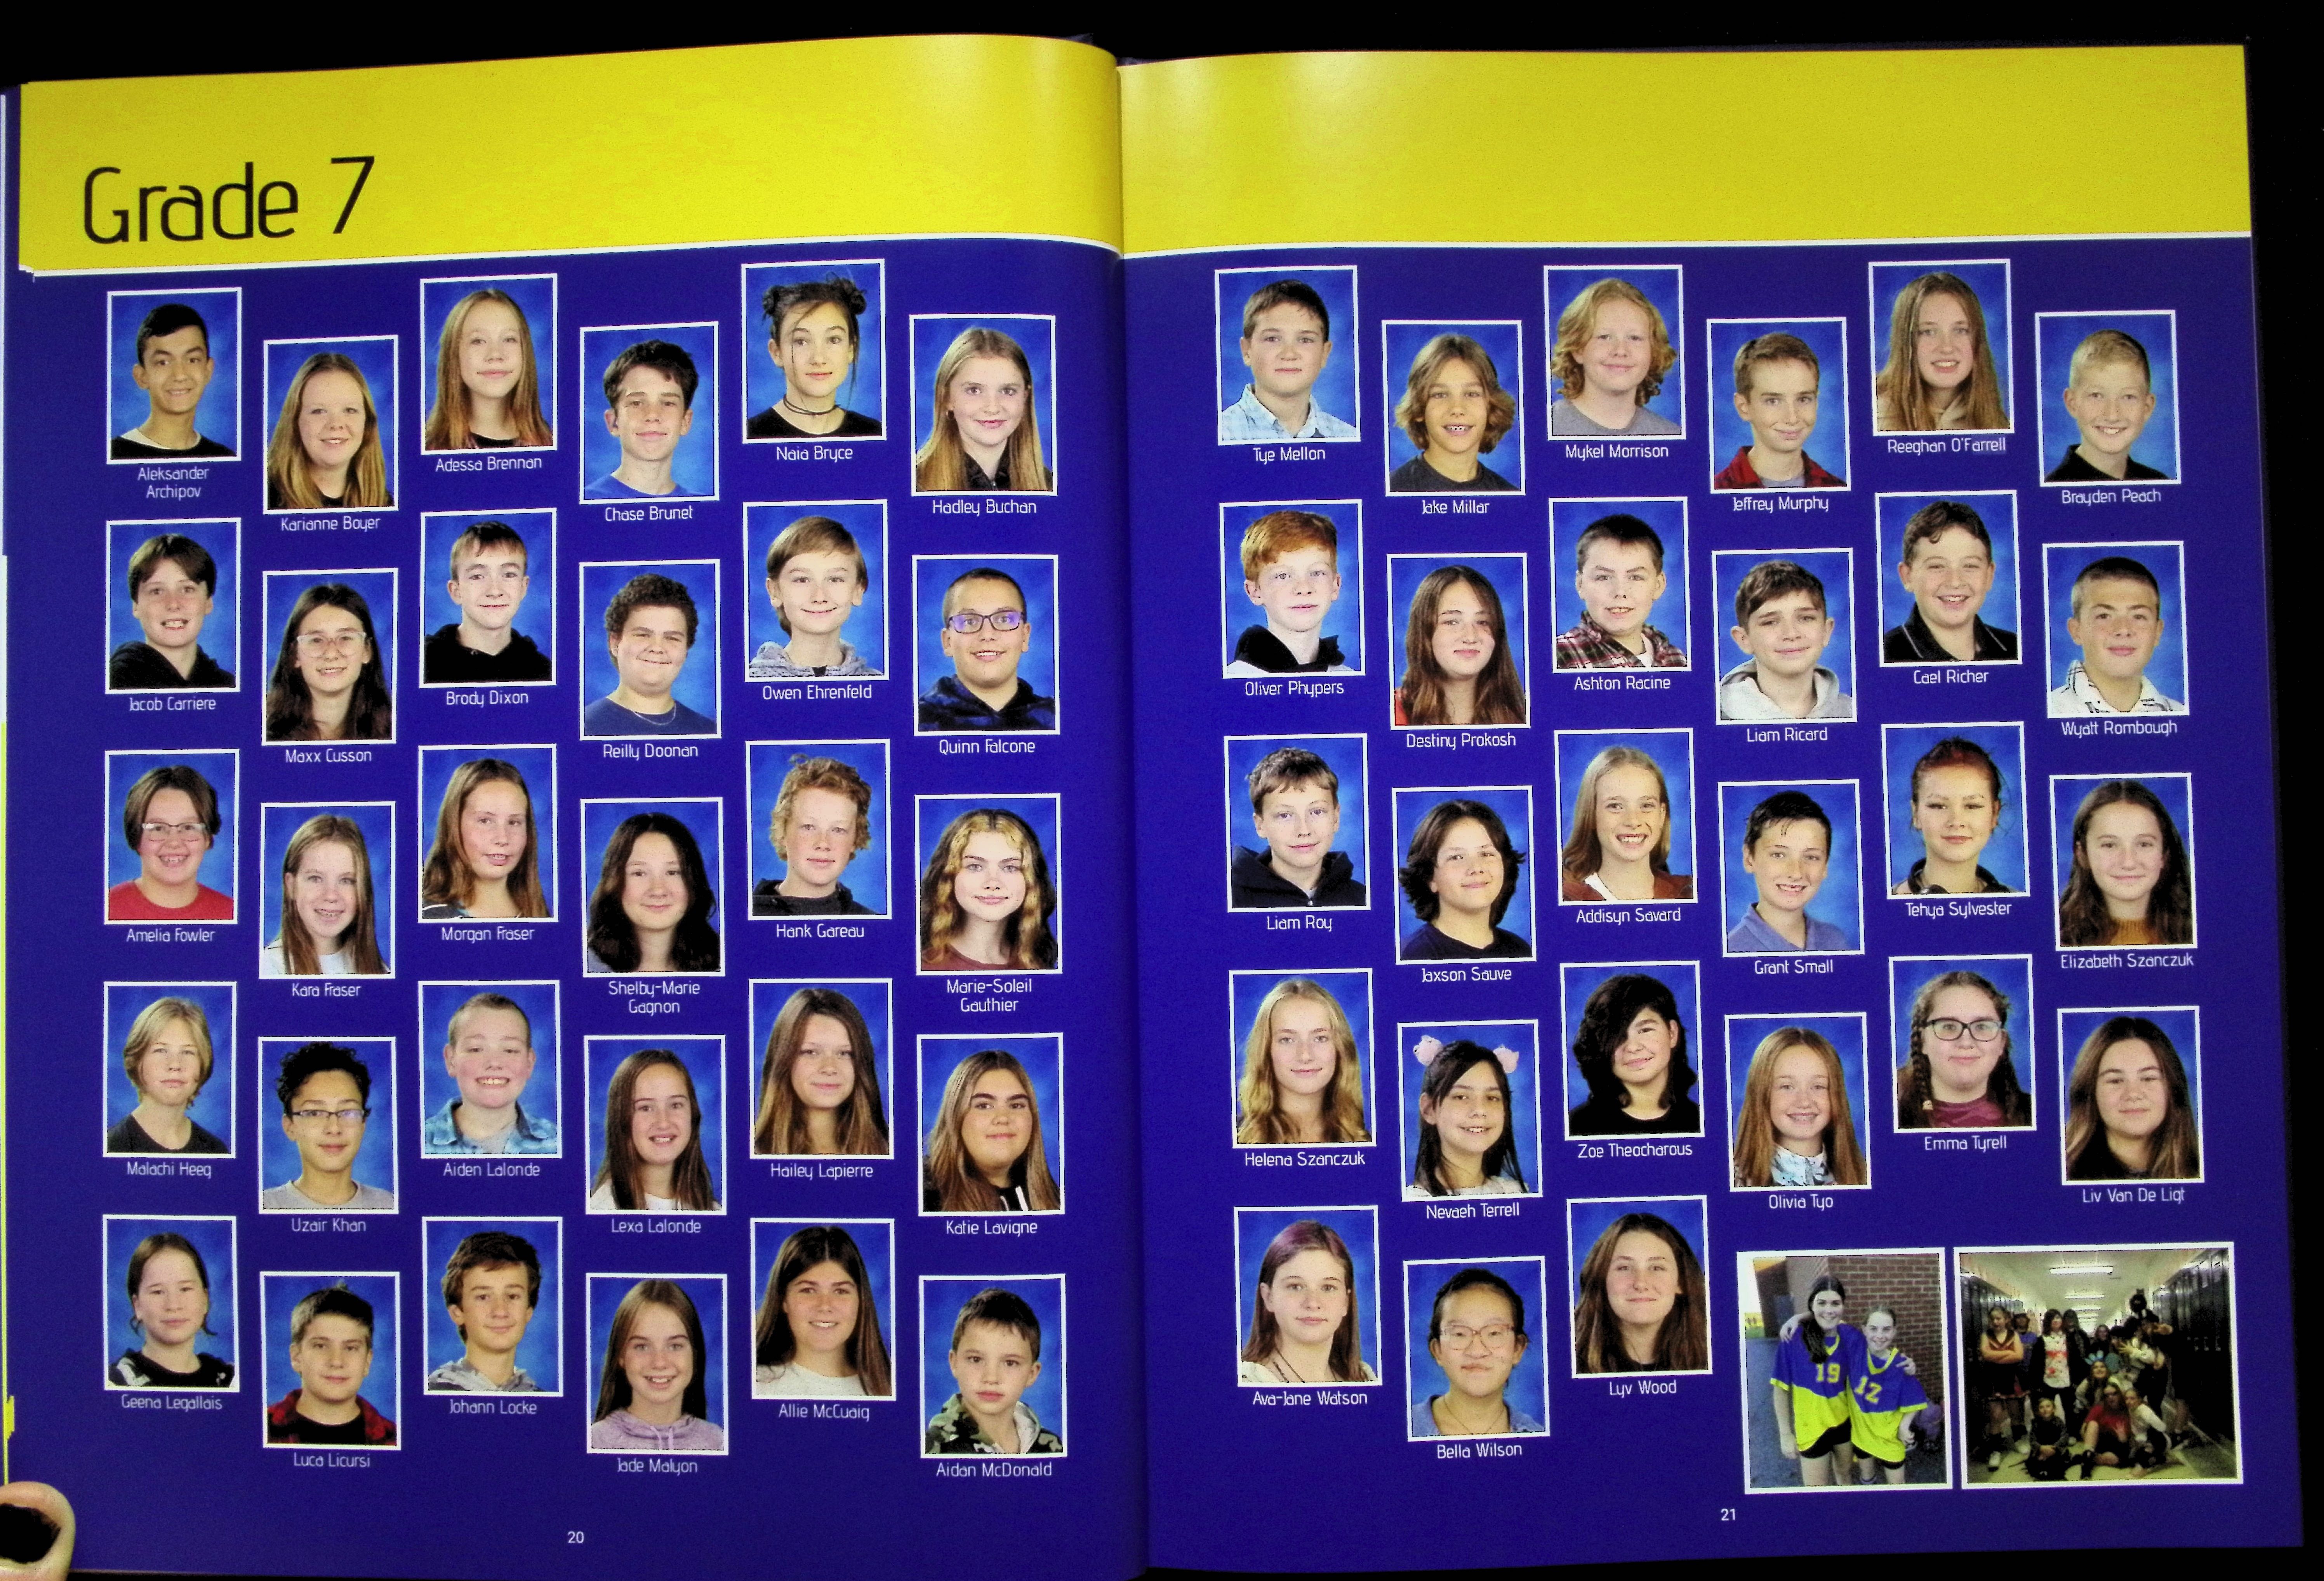 Grade 7
Aleksander
Archipov
Karianne Boyer
Adessa Brennan
Chase Brunet
Naia Bryce
Hadley Buchan
Jacob Carriere
Maxx Cusson
Brody Dixon
Reilly Doonan
Owen Ehrenfeld
Quinn Falcone
Amelia Fowler
Kara Fraser
Morgan Fraser
Shelby-Marie
Gagnon
Hank Gareau
Marie-Soleil
Gauthier
Malachi Heeg
Uzair Khan
Aiden Lalonde
Lexa Lalonde
Hailey Lapierre
Katie Lavigne
Geena Legallais
Luca Licursi
Johann Locke
Jade Malyon
Allie McCuaig
Aidan McDonald
20
Tye Mellon
Jake Millar
Mykel Morrison
Jeffrey Murphy
Reeghan O'Farrell
Brayden Peach
Oliver Phypers
Destiny Prokosh
Ashton Racine
Liam Ricard
Cael Richer
Wyatt Rombough
Liam Roy
Jaxson Sauve
Addisyn Savard
Grant Small
Tehya Sylvester
Elizabeth Szanczuk
Helena Szanczuk
Nevaeh Terrell
Zoe Theocharous
Olivia Tyo
Emma Tyrell
Liv Van De Ligt
Ava-Jane Watson
Bella Wilson
Lyv Wood
19
12
21